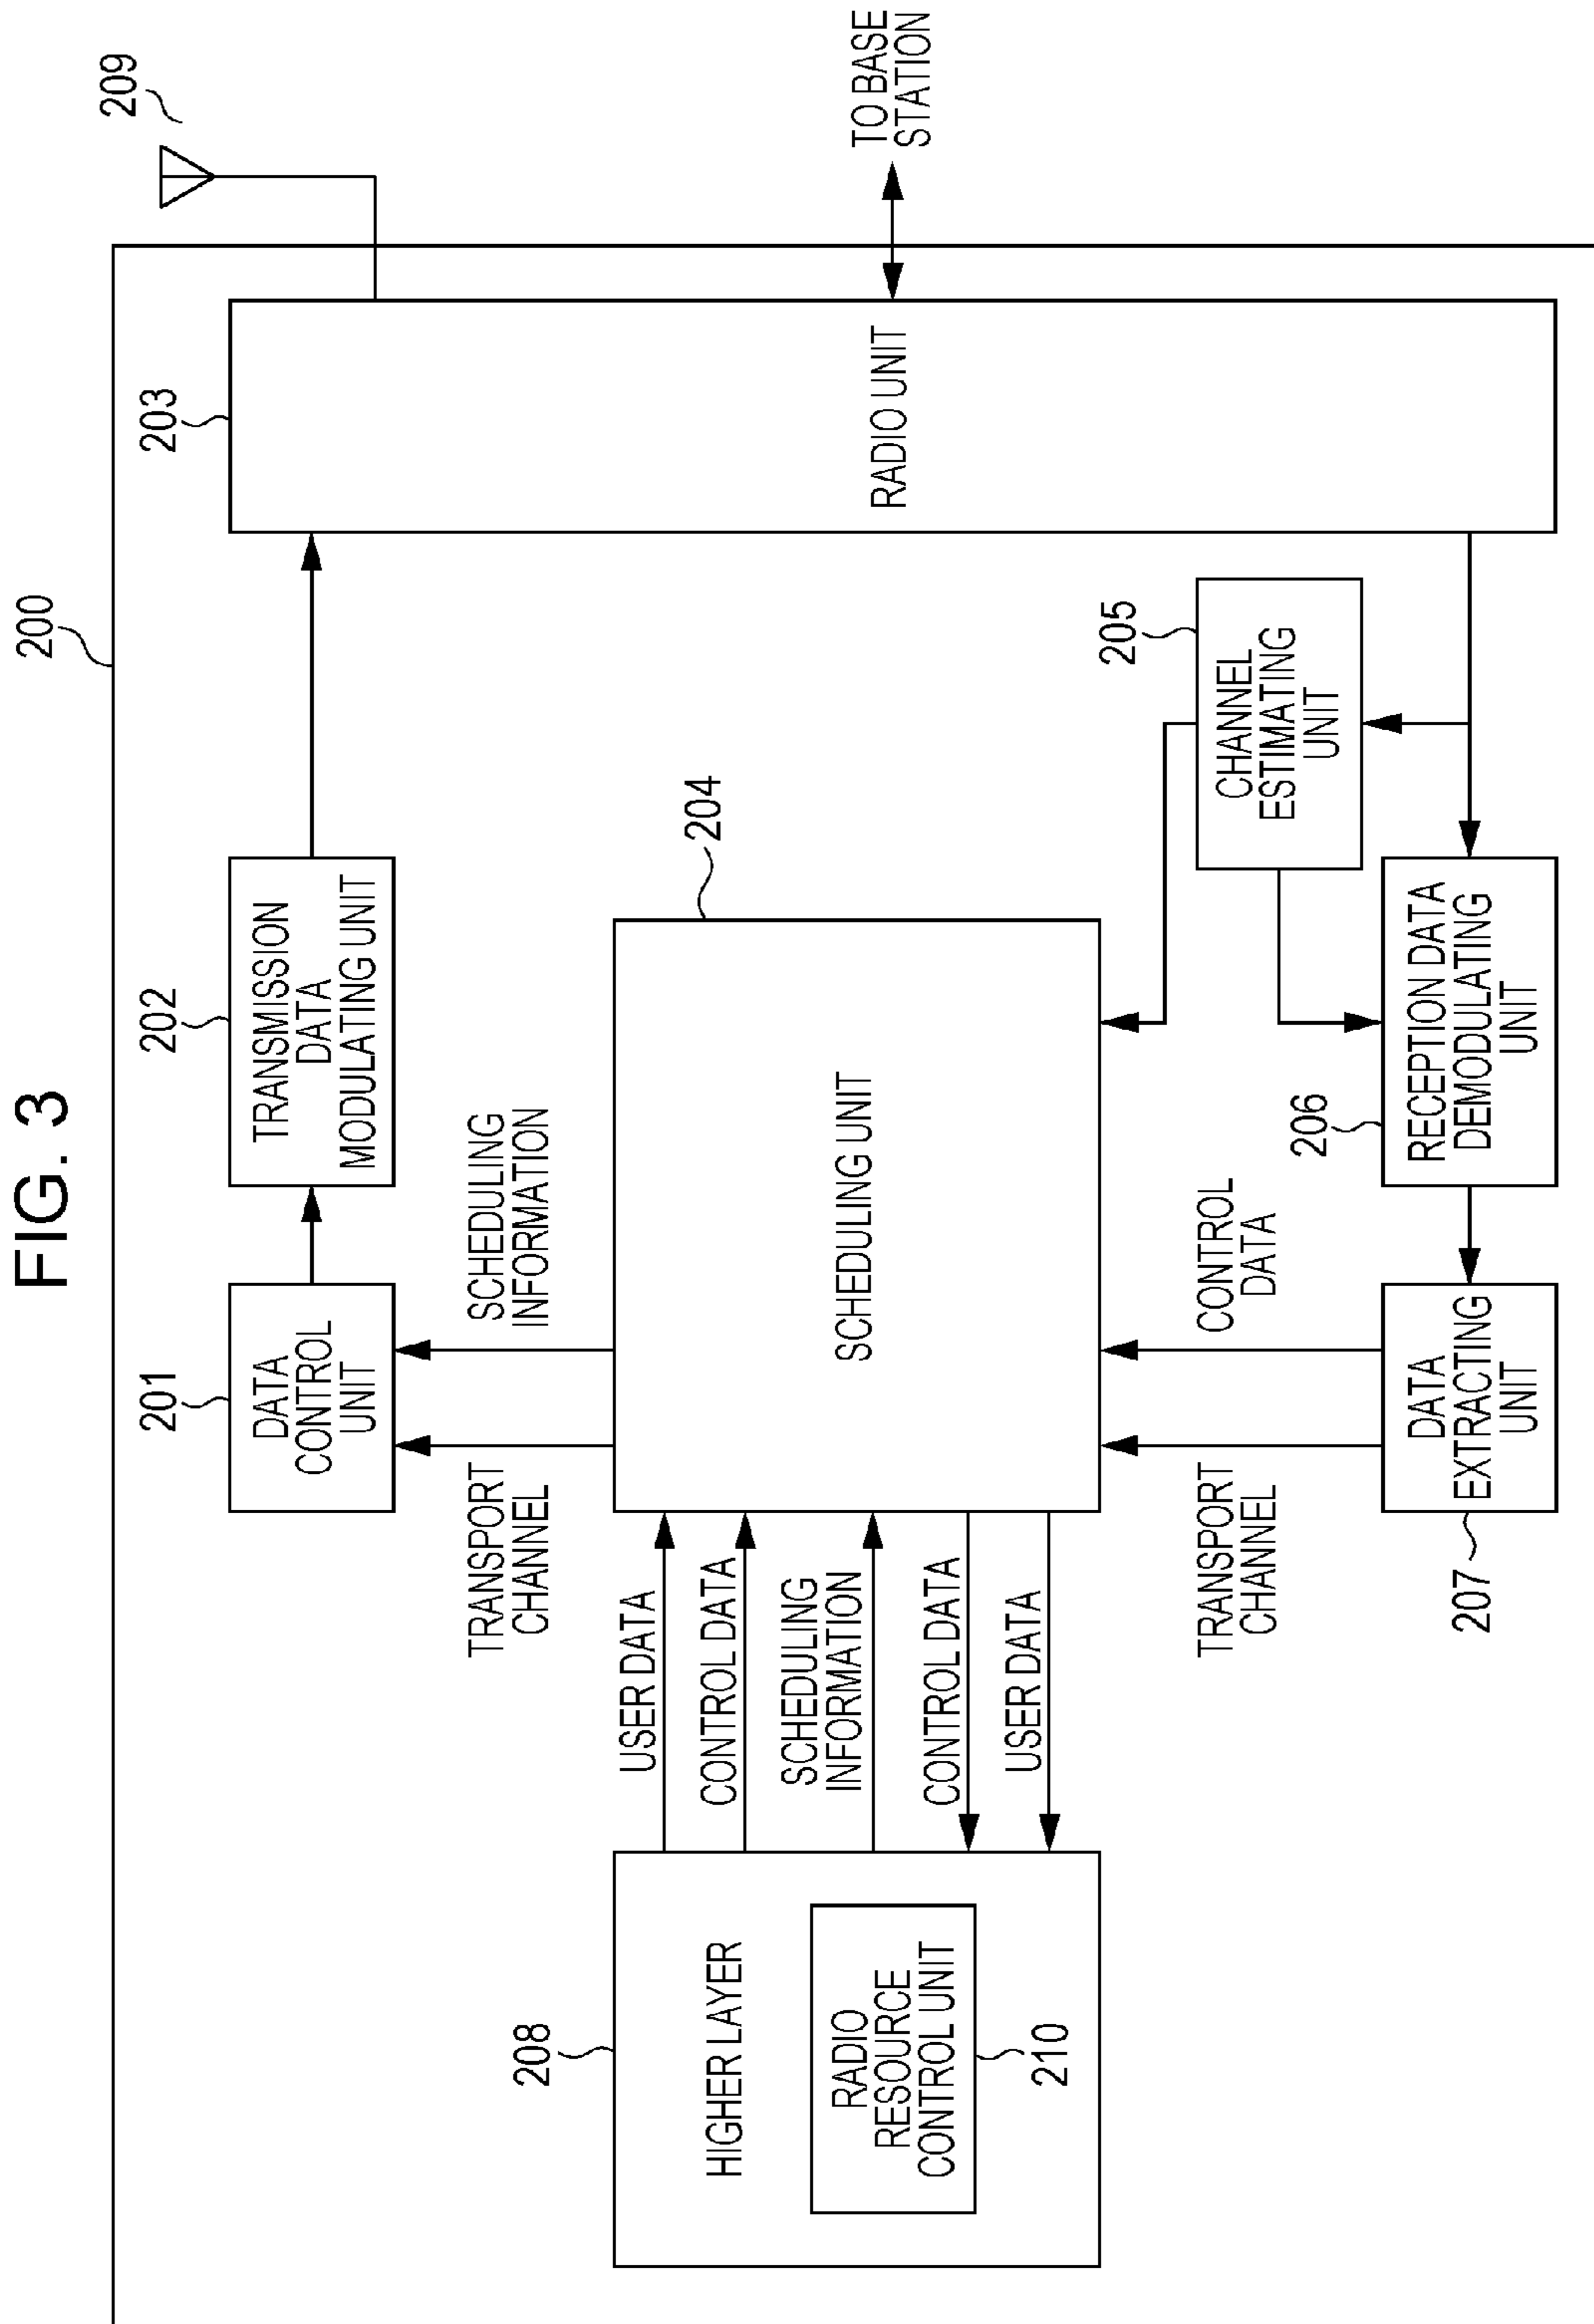 FIG. 3
200
209
201
DATA
CONTROL
UNIT
202
TRANSMISSION
DATA
MODULATING UNIT
203
RADIO UNIT
TO BASE
STATION
TRANSPORT
CHANNEL
SCHEDULING
INFORMATION
208
HIGHER LAYER
RADIO
RESOURCE
CONTROL UNIT
210
USER DATA
CONTROL DATA
SCHEDULING
INFORMATION
CONTROL DATA
USER DATA
204
SCHEDULING UNIT
205
CHANNEL
ESTIMATING
UNIT
TRANSPORT
CHANNEL
CONTROL
DATA
206
RECEPTION DATA
DEMODULATING
UNIT
207
DATA
EXTRACTING
UNIT